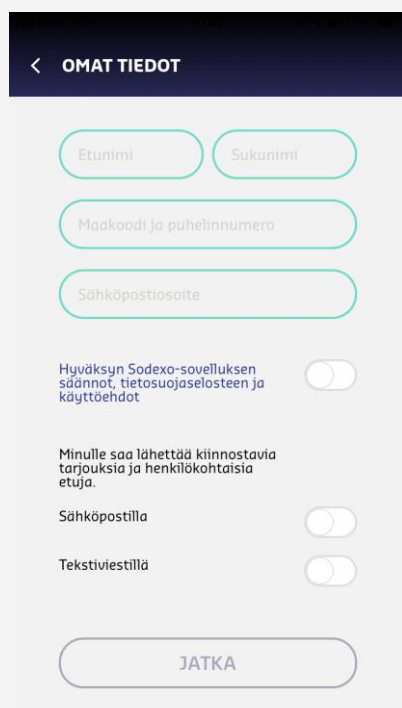 OMAT TIEDOT
Etunimi Sukunimi
Maakoodi ja puhelinnumero
Sähköpostiosoite
Hyväksyn Sodexo-sovelluksen
säännot, tietosuojaselosteen ja
käyttöehdot
Minulle saa lähettää kiinnostavia
tarjouksia ja henkilökohtaisia
etuja.
Sähköpostilla
Tekstiviestillä
JATKA